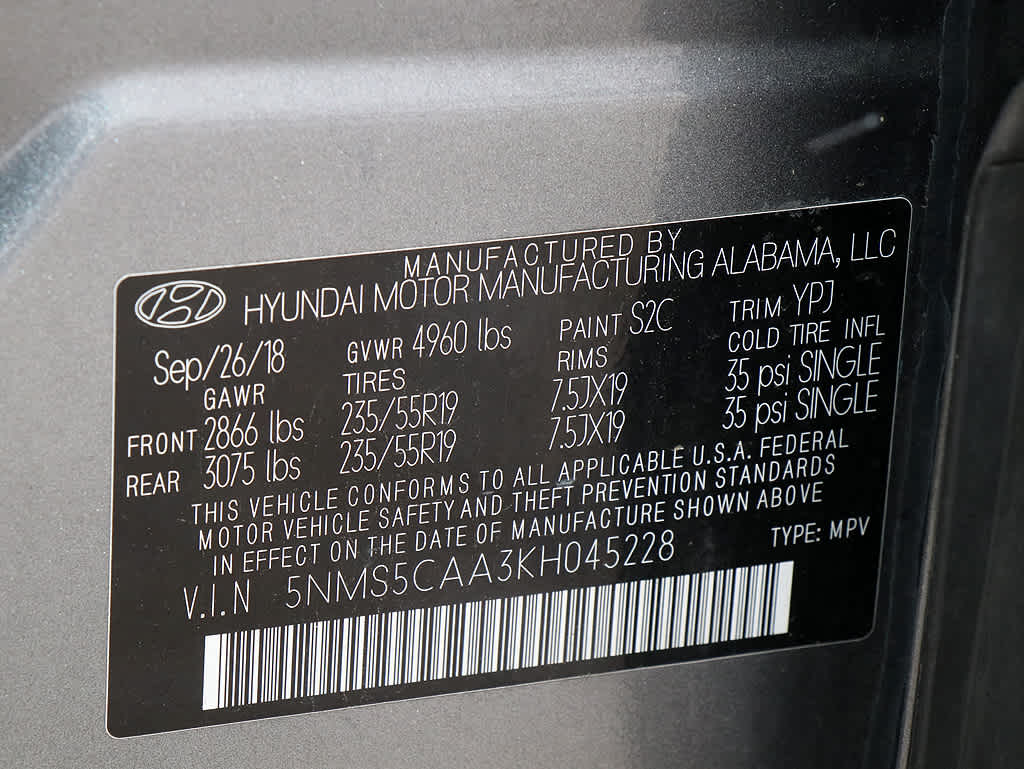 MANUFACTURED BY
HYUNDAI MOTOR MANUFACTURING ALABAMA, LLC
Sep/26/18 GVWR 4960 lbs PAINT S2C TRIM YPJ
GAWR TIRES RIMS COLD TIRE INFL
FRONT 2866 lbs 235/55R19 7.5JX19 35 psi SINGLE
REAR 3075 lbs 235/55R19 7.5JX19 35 psi SINGLE
THIS VEHICLE CONFORMS TO ALL APPLICABLE U.S.A. FEDERAL
MOTOR VEHICLE SAFETY AND THEFT PREVENTION STANDARDS
IN EFFECT ON THE DATE OF MANUFACTURE SHOWN ABOVE
V.I.N 5NMS5CAA3KH045228 TYPE: MPV